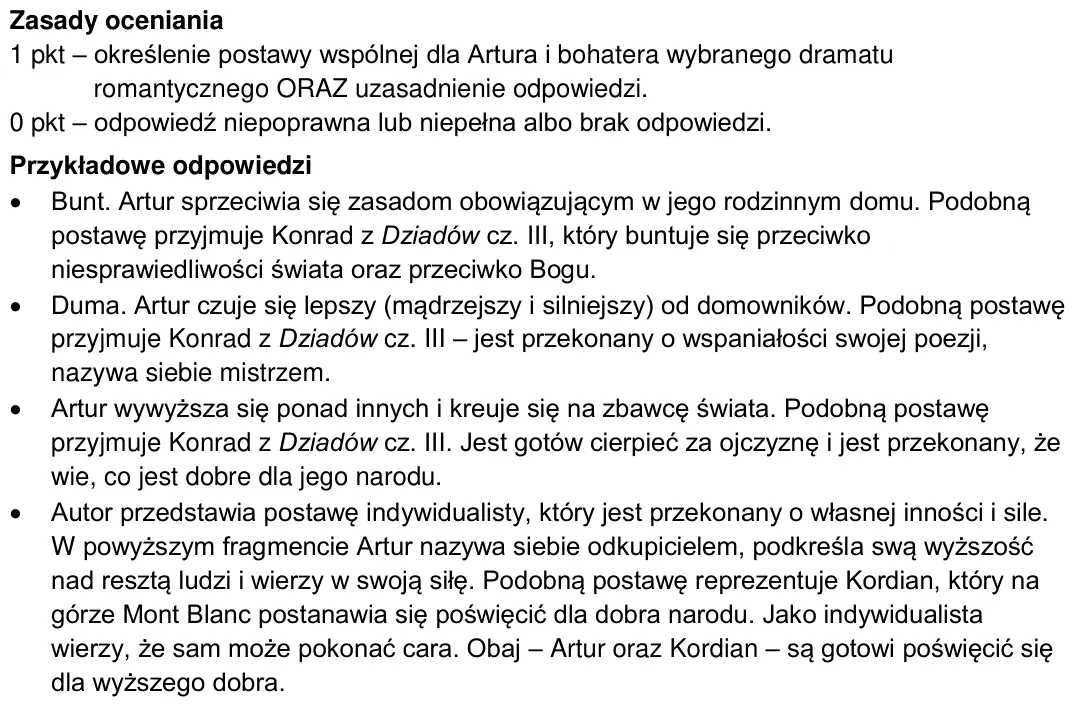 Zasady oceniania
1 pkt – określenie postawy wspólnej dla Artura i bohatera wybranego dramatu
romantycznego ORAZ uzasadnienie odpowiedzi.
0 pkt – odpowiedź niepoprawna lub niepełna albo brak odpowiedzi.
Przykładowe odpowiedzi
• Bunt. Artur sprzeciwia się zasadom obowiązującym w jego rodzinnym domu. Podobną
postawę przyjmuje Konrad z Dziadów cz. III, który buntuje się przeciwko
niesprawiedliwości świata oraz przeciwko Bogu.
• Duma. Artur czuje się lepszy (mądrzejszy i silniejszy) od domowników. Podobną postawę
przyjmuje Konrad z Dziadów cz. III – jest przekonany o wspaniałości swojej poezji,
nazywa siebie mistrzem.
• Artur wywyższa się ponad innych i kreuje się na zbawcę świata. Podobną postawę
przyjmuje Konrad z Dziadów cz. III. Jest gotów cierpieć za ojczyznę i jest przekonany, że
wie, co jest dobre dla jego narodu.
• Autor przedstawia postawę indywidualisty, który jest przekonany o własnej inności i sile.
W powyższym fragmencie Artur nazywa siebie odkupicielem, podkreśla swą wyższość
nad resztą ludzi i wierzy w swoją siłę. Podobną postawę reprezentuje Kordian, który na
górze Mont Blanc postanawia się poświęcić dla dobra narodu. Jako indywidualista
wierzy, że sam może pokonać cara. Obaj – Artur oraz Kordian – są gotowi poświęcić się
dla wyższego dobra.